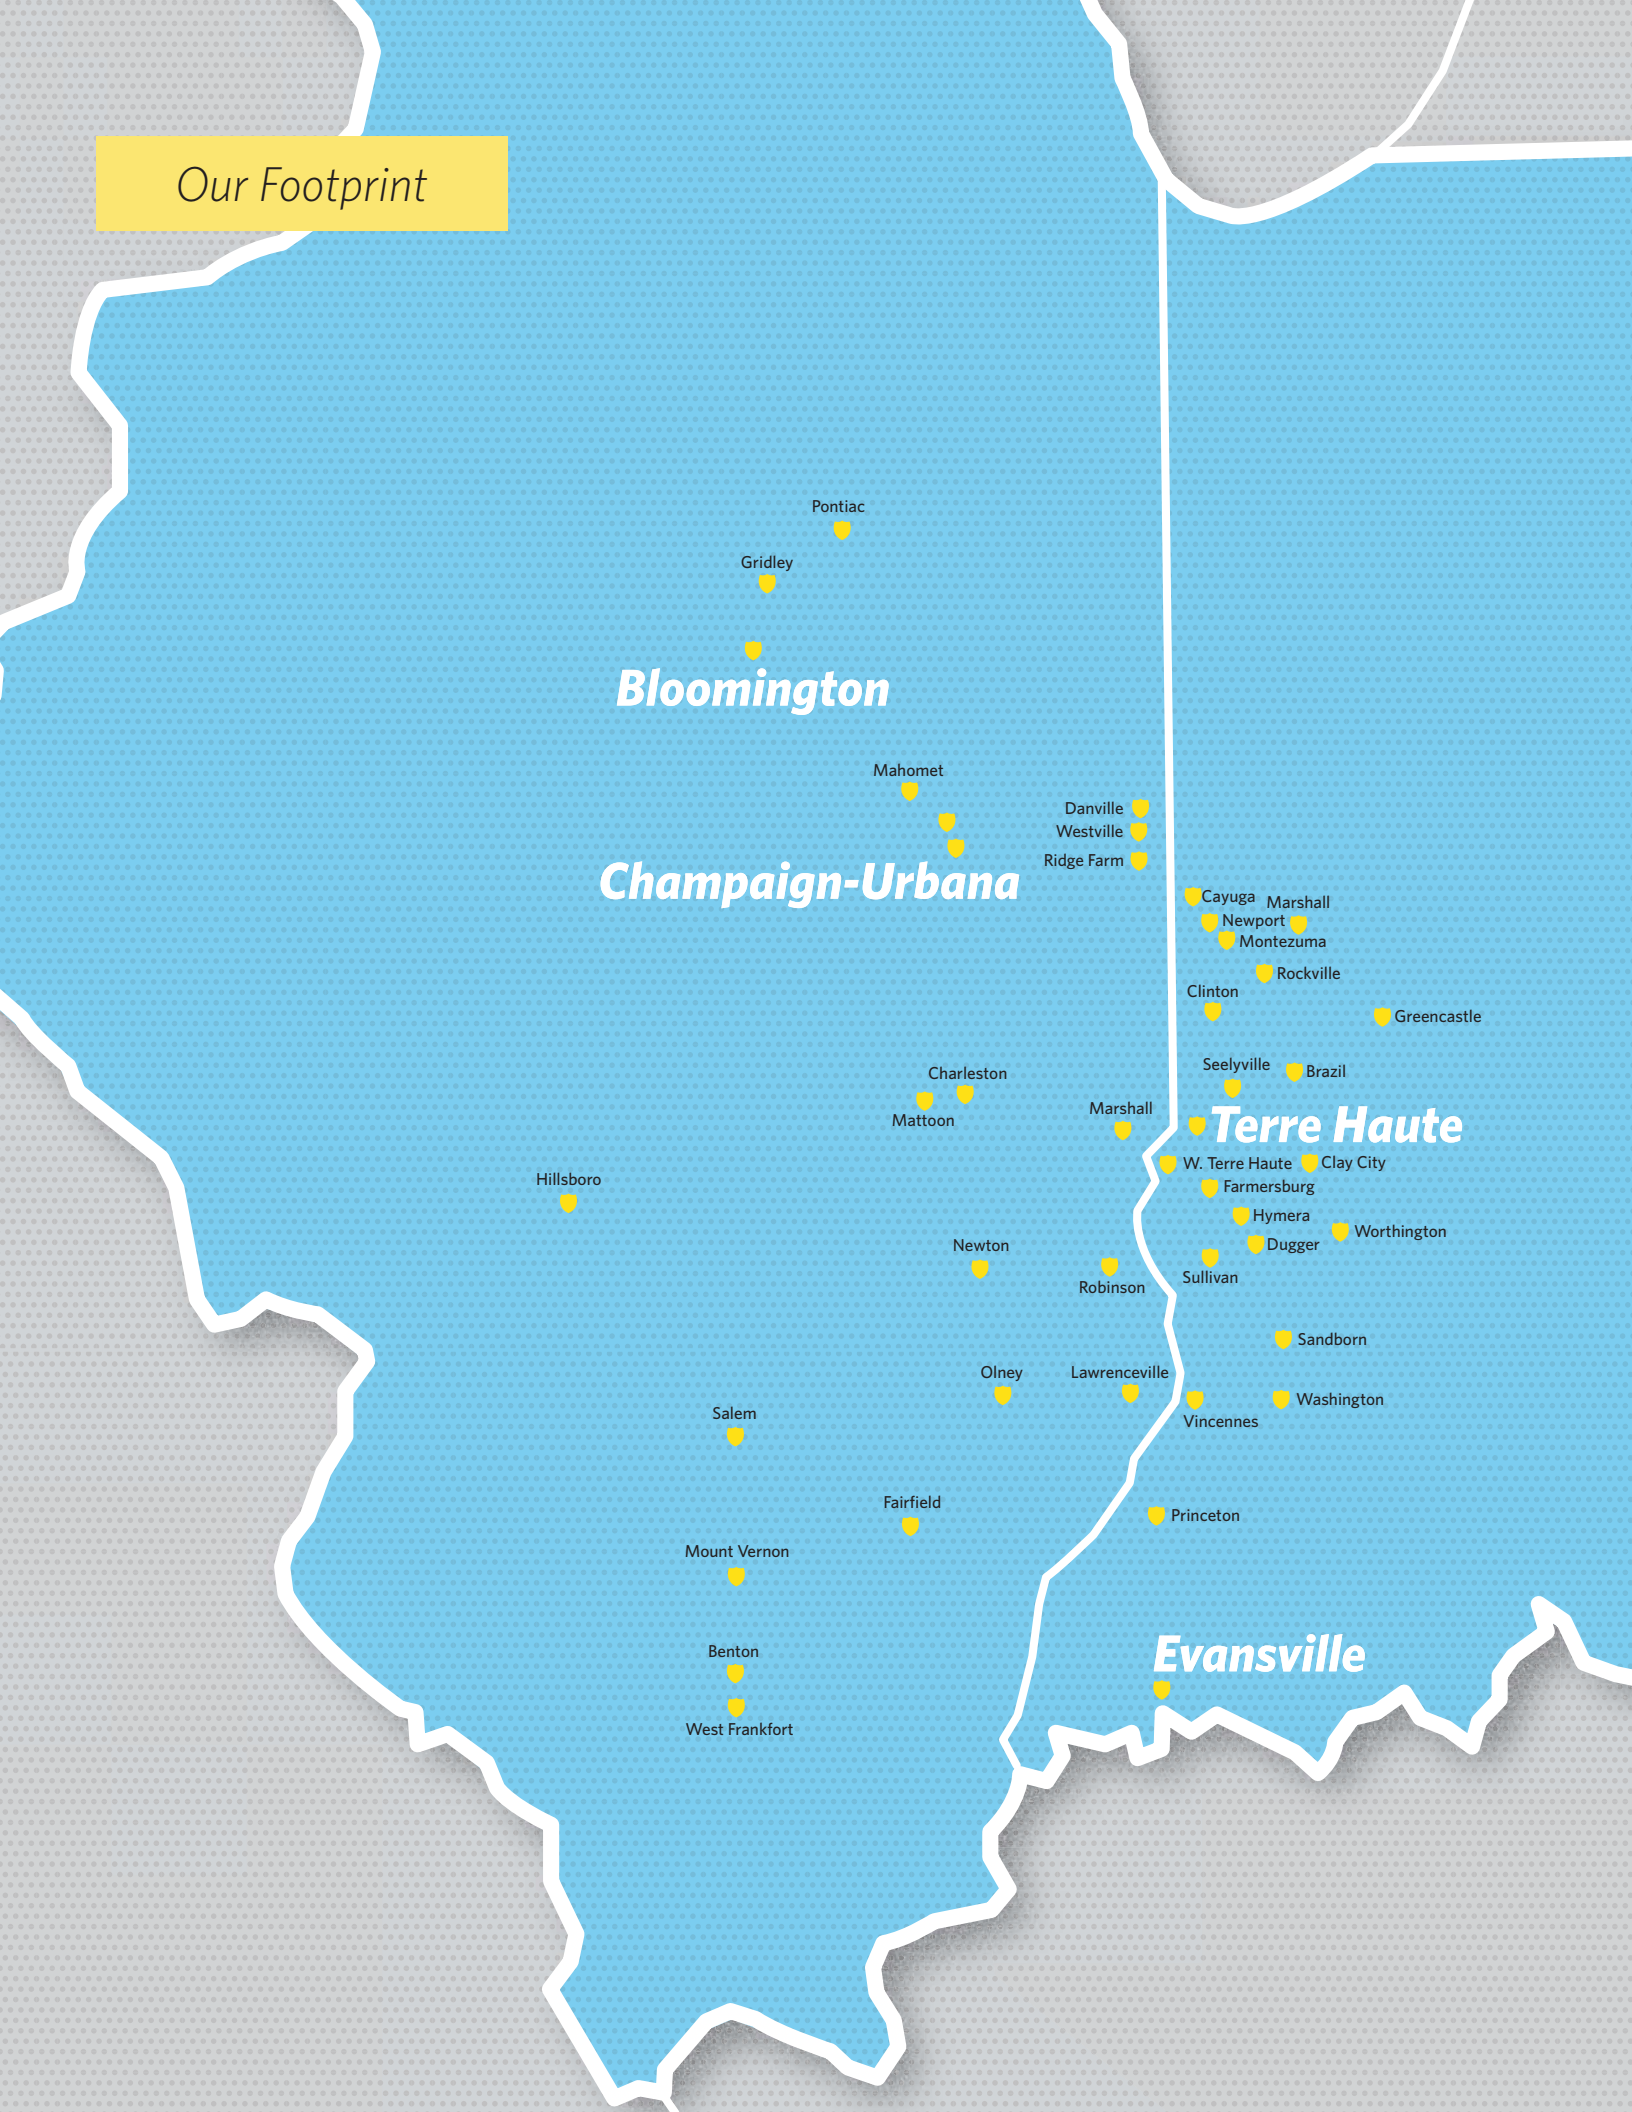 Our Footprint
Pontiac
Gridley
Bloomington
Mahomet
Danville
Westville
Ridge Farm
Champaign-Urbana
Cayuga
Marshall
Newport
Montezuma
Rockville
Clinton
Greencastle
Seelyville
Brazil
Charleston
Mattoon
Marshall
Terre Haute
W. Terre Haute
Clay City
Hillsboro
Farmersburg
Hymera
Worthington
Newton
Dugger
Robinson
Sullivan
Sandborn
Olney
Lawrenceville
Washington
Salem
Vincennes
Fairfield
Princeton
Mount Vernon
Benton
Evansville
West Frankfort